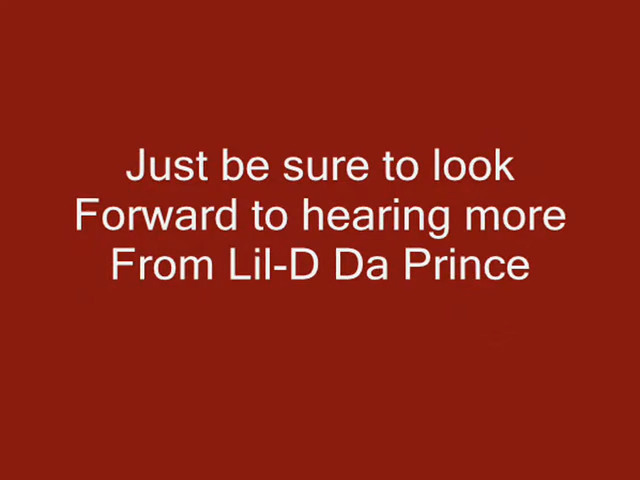 Just be sure to look
Forward to hearing more
From Lil-D Da Prince